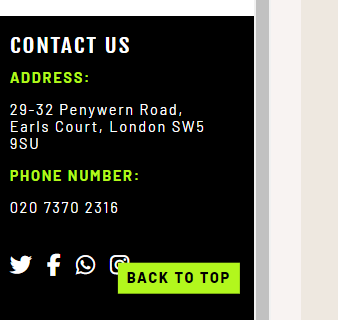 CONTACT US
ADDRESS:
29-32 Penywern Road,
Earls Court, London SW5
9SU
PHONE NUMBER:
020 7370 2316
BACK TO TOP